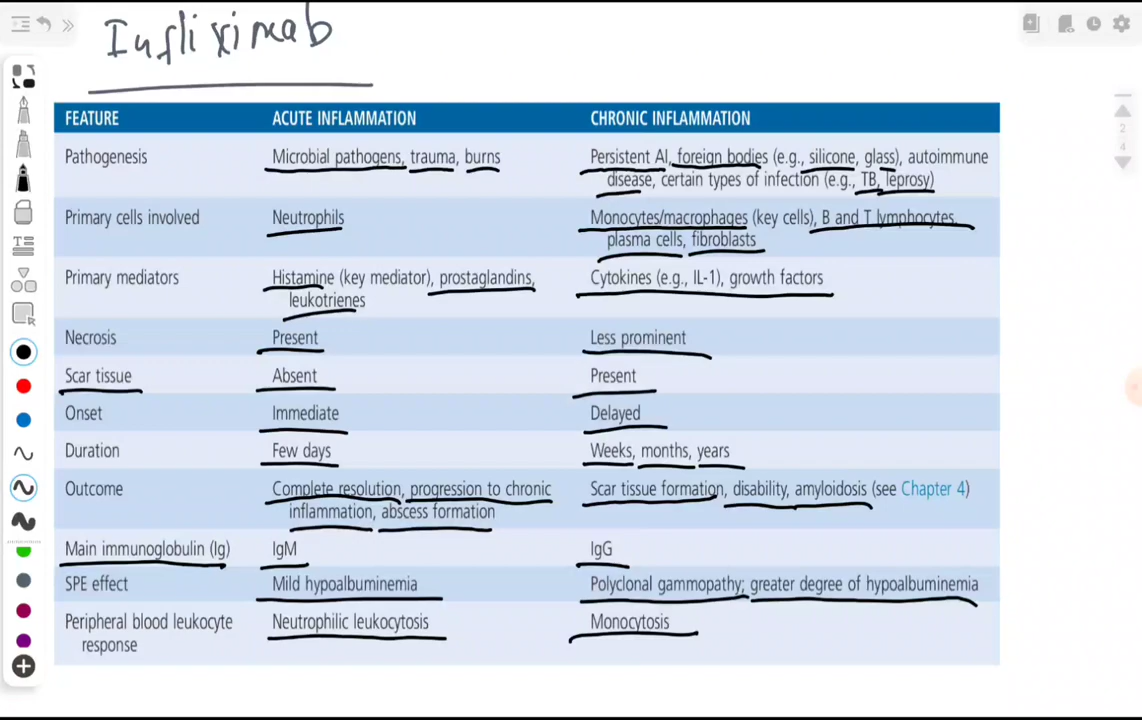 Infliximab
FEATURE ACUTE INFLAMMATION CHRONIC INFLAMMATION
Pathogenesis Microbial pathogens, trauma, burns Persistent AI, foreign bodies (e.g., silicone, glass), autoimmune
disease, certain types of infection (e.g., TB, leprosy)
Primary cells involved Neutrophils Monocytes/macrophages (key cells), B and T lymphocytes,
plasma cells, fibroblasts
Primary mediators Histamine (key mediator), prostaglandins, Cytokines (e.g., IL-1), growth factors
leukotrienes
Necrosis Present Less prominent
Scar tissue Absent Present
Onset Immediate Delayed
Duration Few days Weeks, months, years
Outcome Complete resolution, progression to chronic Scar tissue formation, disability, amyloidosis (see Chapter 4)
inflammation, abscess formation
Main immunoglobulin (Ig) IgM IgG
SPE effect Mild hypoalbuminemia Polyclonal gammopathy; greater degree of hypoalbuminemia
Peripheral blood leukocyte Neutrophilic leukocytosis Monocytosis
response
2
4